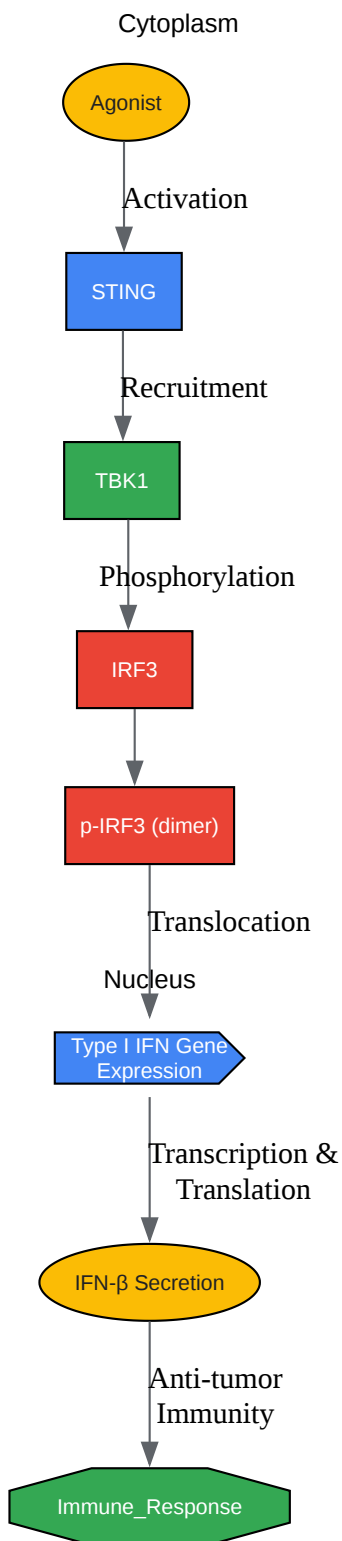 Cytoplasm
Agonist
Activation
STING
Recruitment
TBK1
Phosphorylation
IRF3
p-IRF3 (dimer)
Translocation
Nucleus
Type I IFN Gene
Expression
Transcription &
Translation
IFN-β Secretion
Anti-tumor
Immunity
Immune_Response